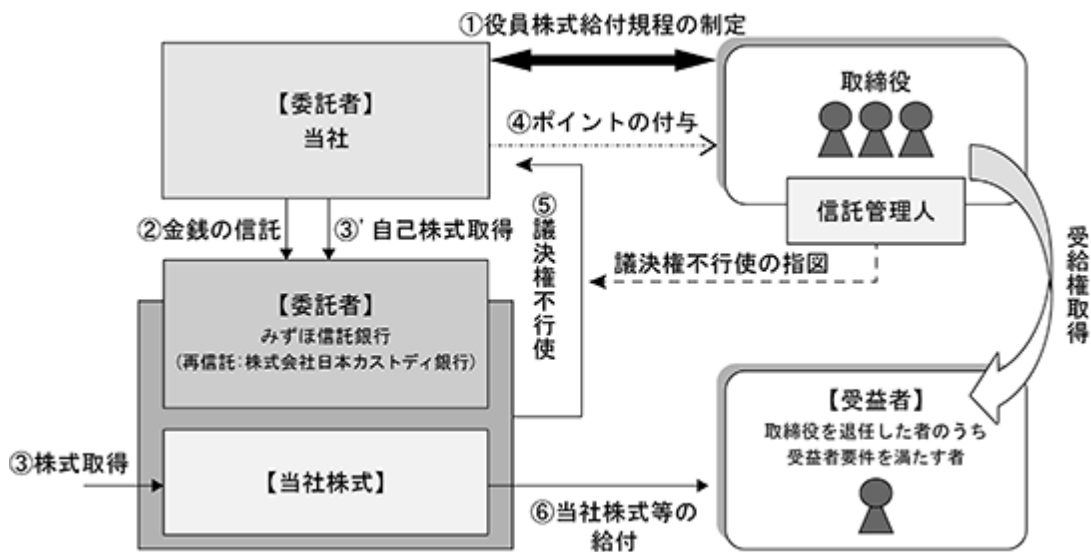 ①役員株式給付規程の制定
【委託者】
当社
取締役
④ポイントの付与
信託管理人
②金銭の信託
③’自己株式取得
⑤議決権不行使
議決権不行使の指図
受給権取得
【委託者】
みずほ信託銀行
(再信託:株式会社日本カストディ銀行)
【受益者】
取締役を退任した者のうち
受益者要件を満たす者
③株式取得
【当社株式】
⑥当社株式等の
給付